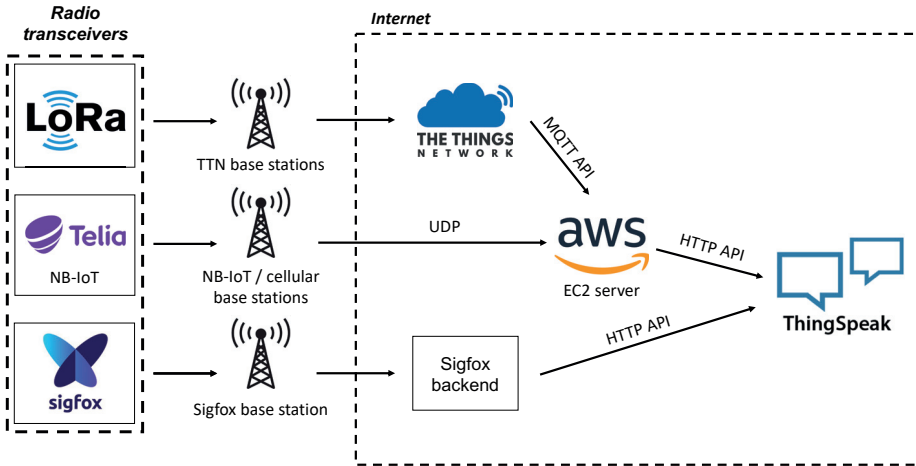 Radio
transceivers
Internet
LoRa
TTN base stations
THE THINGS
NETWORK
MQTT API
Telia
NB-IoT
NB-IoT / cellular
base stations
UDP
aws
EC2 server
HTTP API
ThingSpeak
sigfox
Sigfox base station
Sigfox
backend
HTTP API